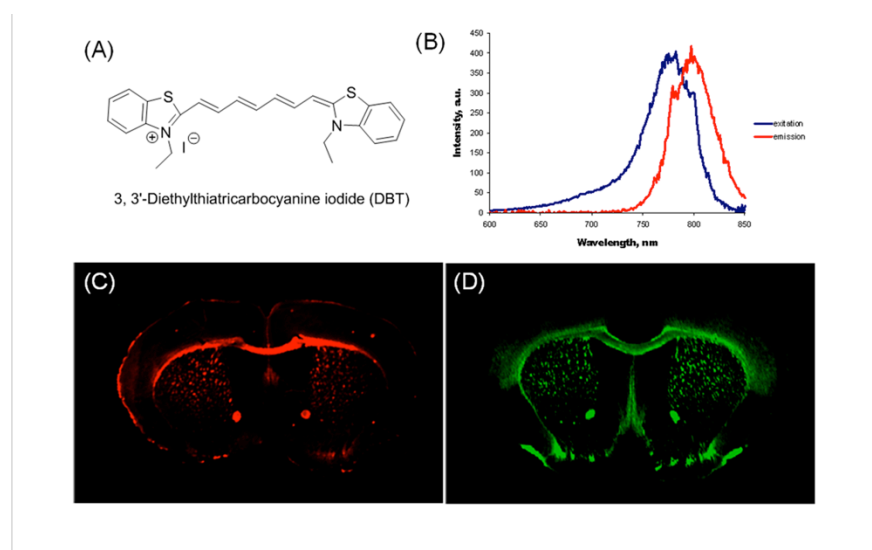 (A)
S
N
+
I
−
S
N
3, 3'-Diethylthiatricarbocyanine iodide (DBT)
(B)
Intensity, a.u.
450
400
350
300
250
200
150
100
50
0
600
650
700
750
800
850
Wavelength, nm
exitation
emission
(C)
(D)